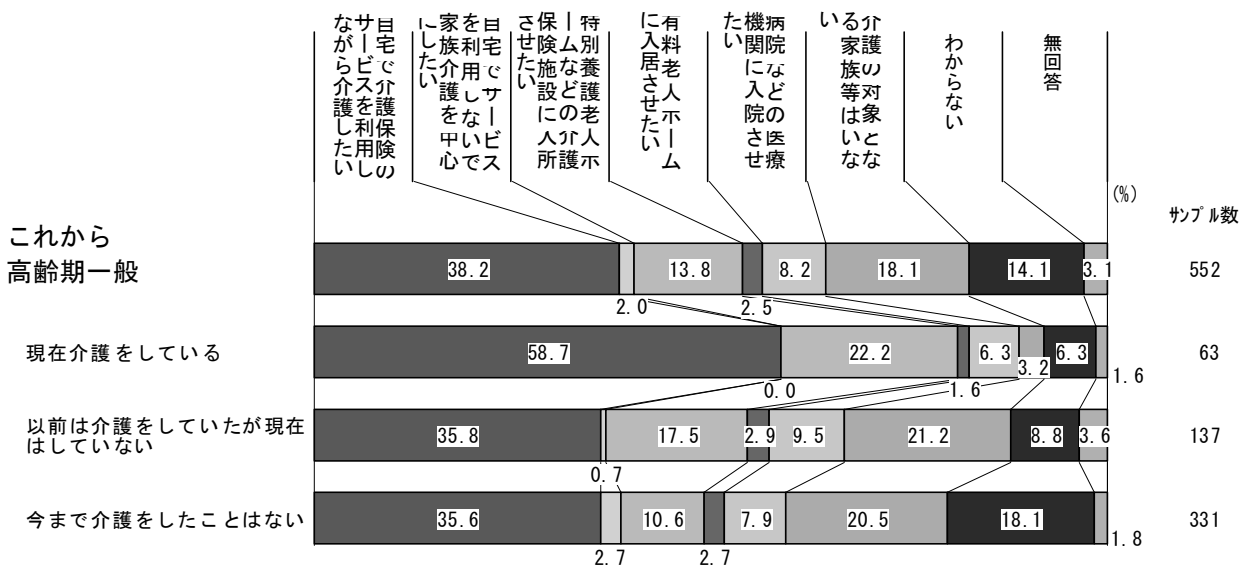 自宅で介護保険の
サービスを利用し
ながら介護したい
自宅でサービス
を利用しないで
家族介護を中心
にしたい
特別養護老人ホ
ームなどの介護
保険施設に入所
させたい
有料老人ホーム
に入居させたい
病院などの医療
機関に入院させ
たい
介護の対象とな
る家族等はいな
い
わからない
無回答
(%)
サンプル数
これから
高齢期一般
38.2
13.8
8.2
18.1
14.1
3.1
552
2.0
2.5
現在介護をしている
58.7
22.2
6.3
3.2
6.3
63
0.0
1.6
1.6
以前は介護をしていたが現在
はしていない
35.8
17.5
2.9
9.5
21.2
8.8
3.6
137
0.7
今まで介護をしたことはない
35.6
10.6
7.9
20.5
18.1
331
2.7
2.7
1.8